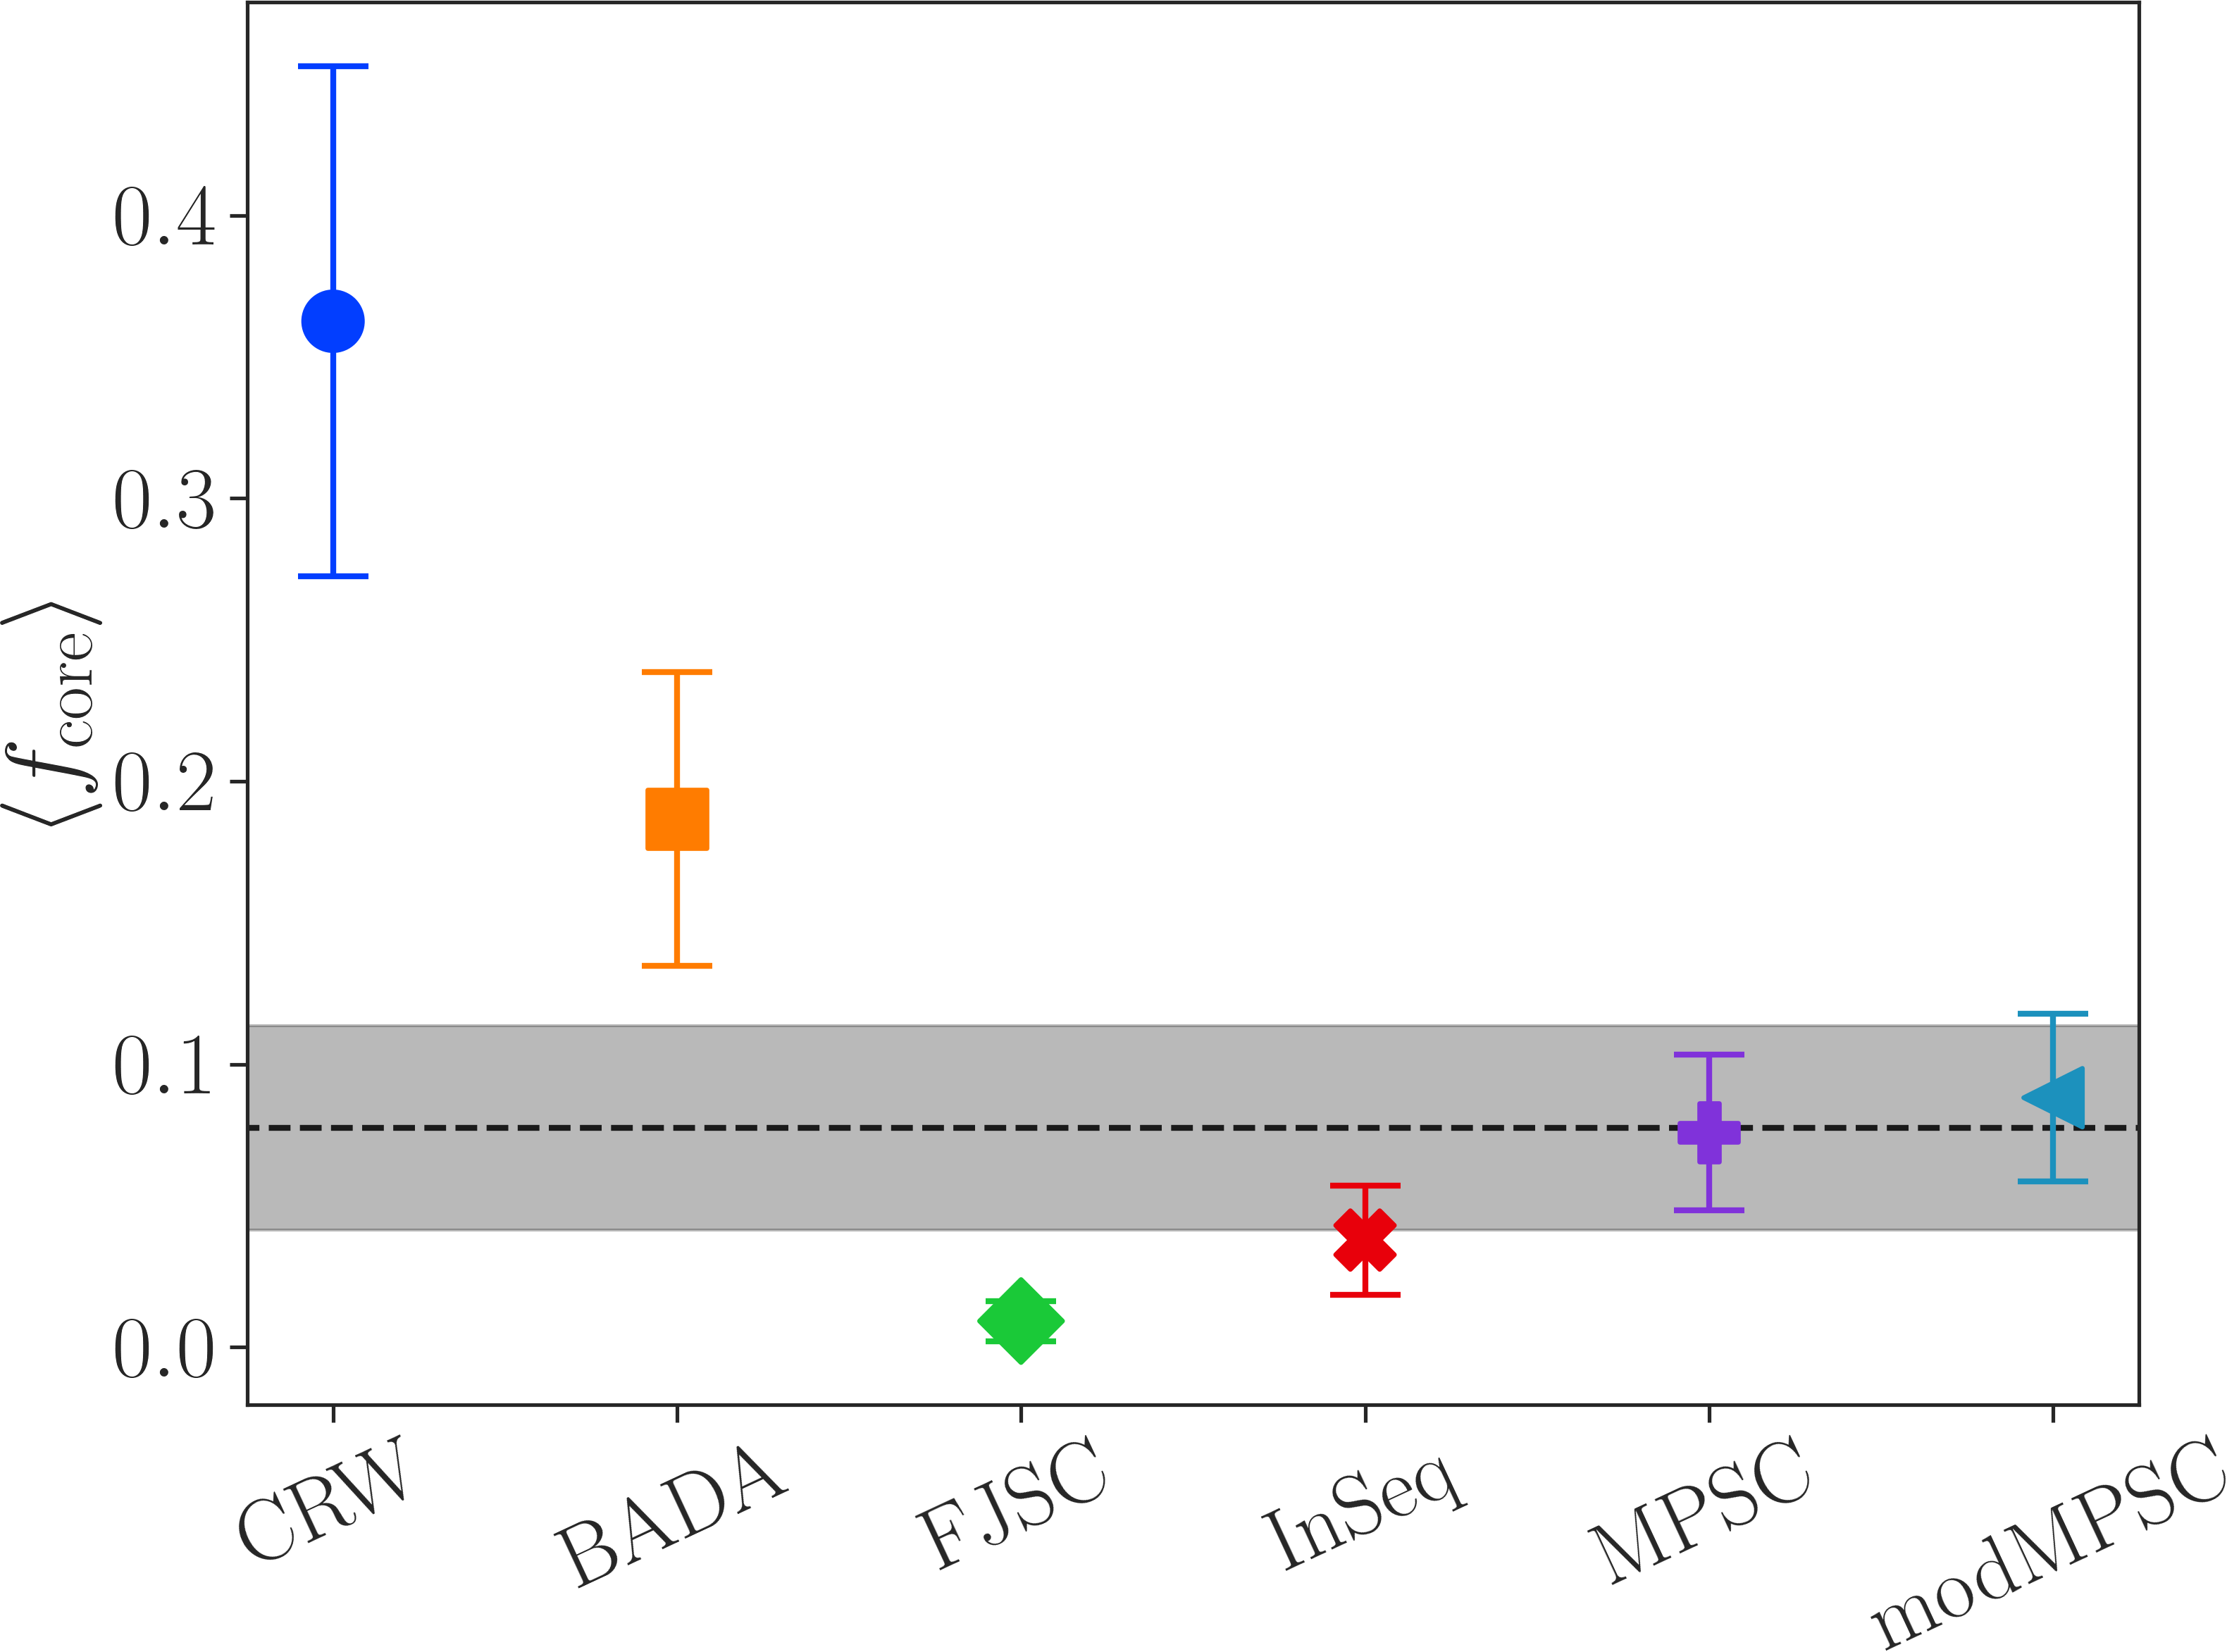 ⟨f_core⟩
0.4
0.3
0.2
0.1
0.0
CRW
BADA
FJSC
InSeq
MPSC
modMPSC